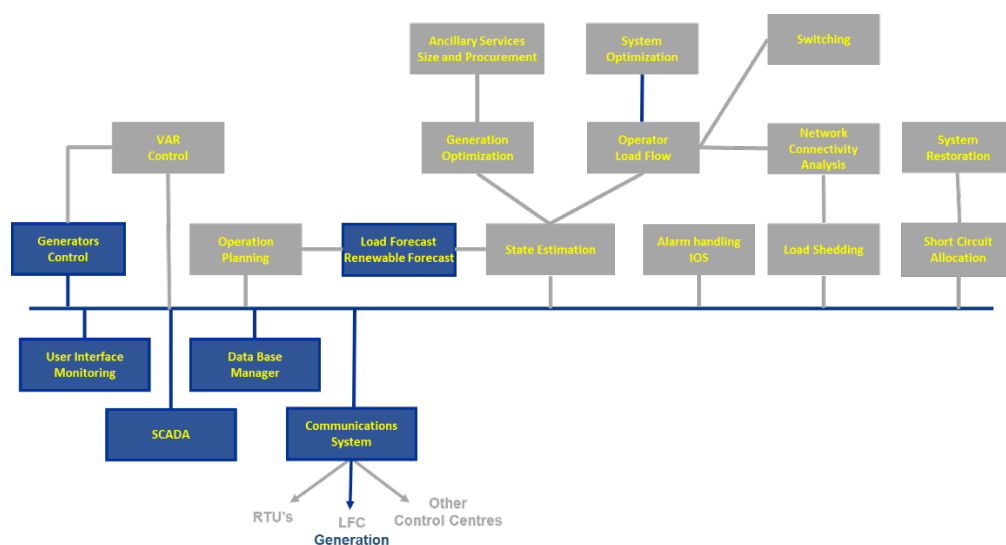 Ancillary Services
Size and Procurement
System
Optimization
Switching
VAR
Control
Generation
Optimization
Operator
Load Flow
Network
Connectivity
Analysis
System
Restoration
Generators
Control
Operation
Planning
Load Forecast
Renewable Forecast
State Estimation
Alarm handling
IOS
Load Shedding
Short Circuit
Allocation
User Interface
Monitoring
Data Base
Manager
SCADA
Communications
System
RTU's
LFC
Generation
Other
Control Centres